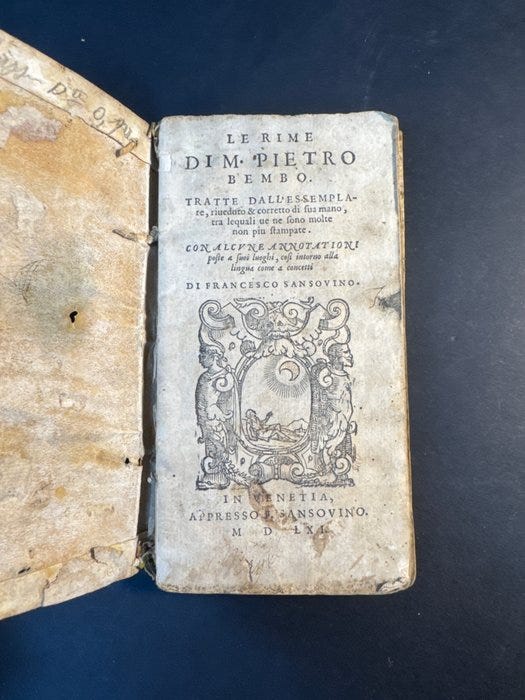 LE RIME
DI M. PIETRO
BEMBO.
TRATTE DALL'ESSEMPLA-
re, riueduto & corretto di sua mano,
tra lequali ue ne sono molte
non piu stampate.
CON ALCVNE ANNOTATIONI
poste a suoi luoghi, cosi intorno alla
lingua come a concetti
DI FRANCESCO SANSOVINO.
IN VENETIA,
APPRESSO F. SANSOVINO.
M D LXI.